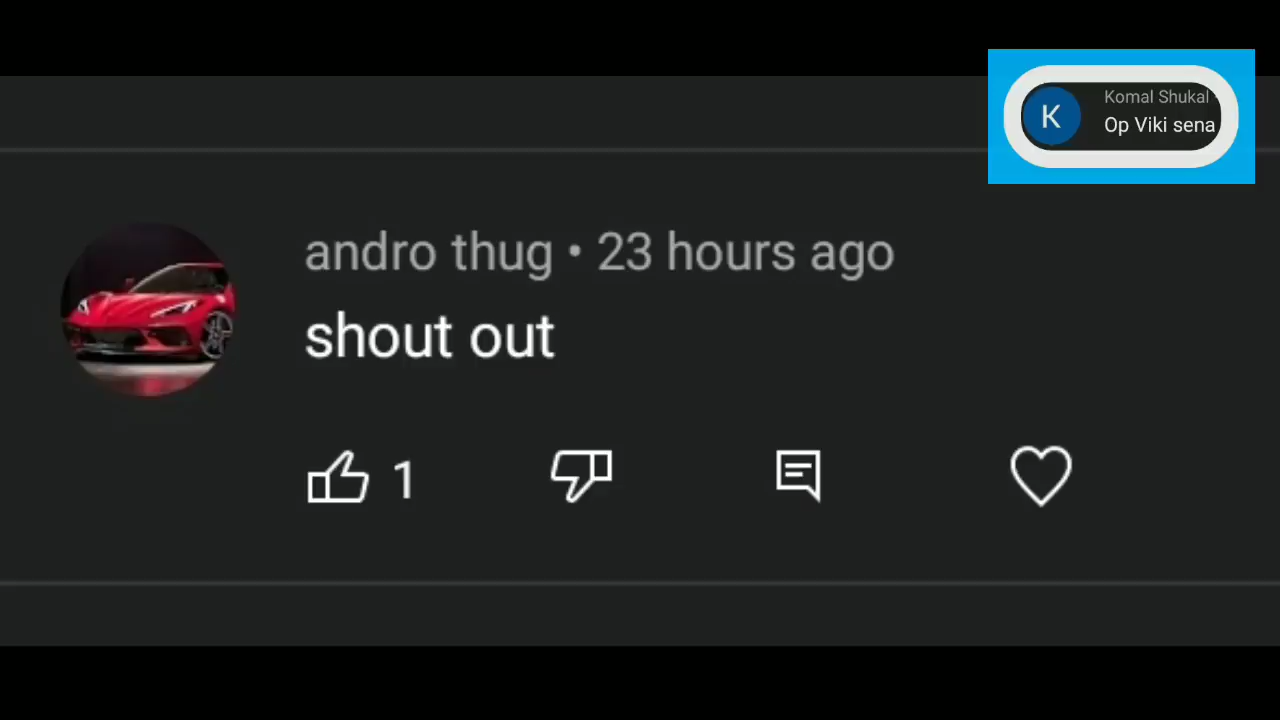 K
Komal Shukal
Op Viki sena
andro thug • 23 hours ago
shout out
1